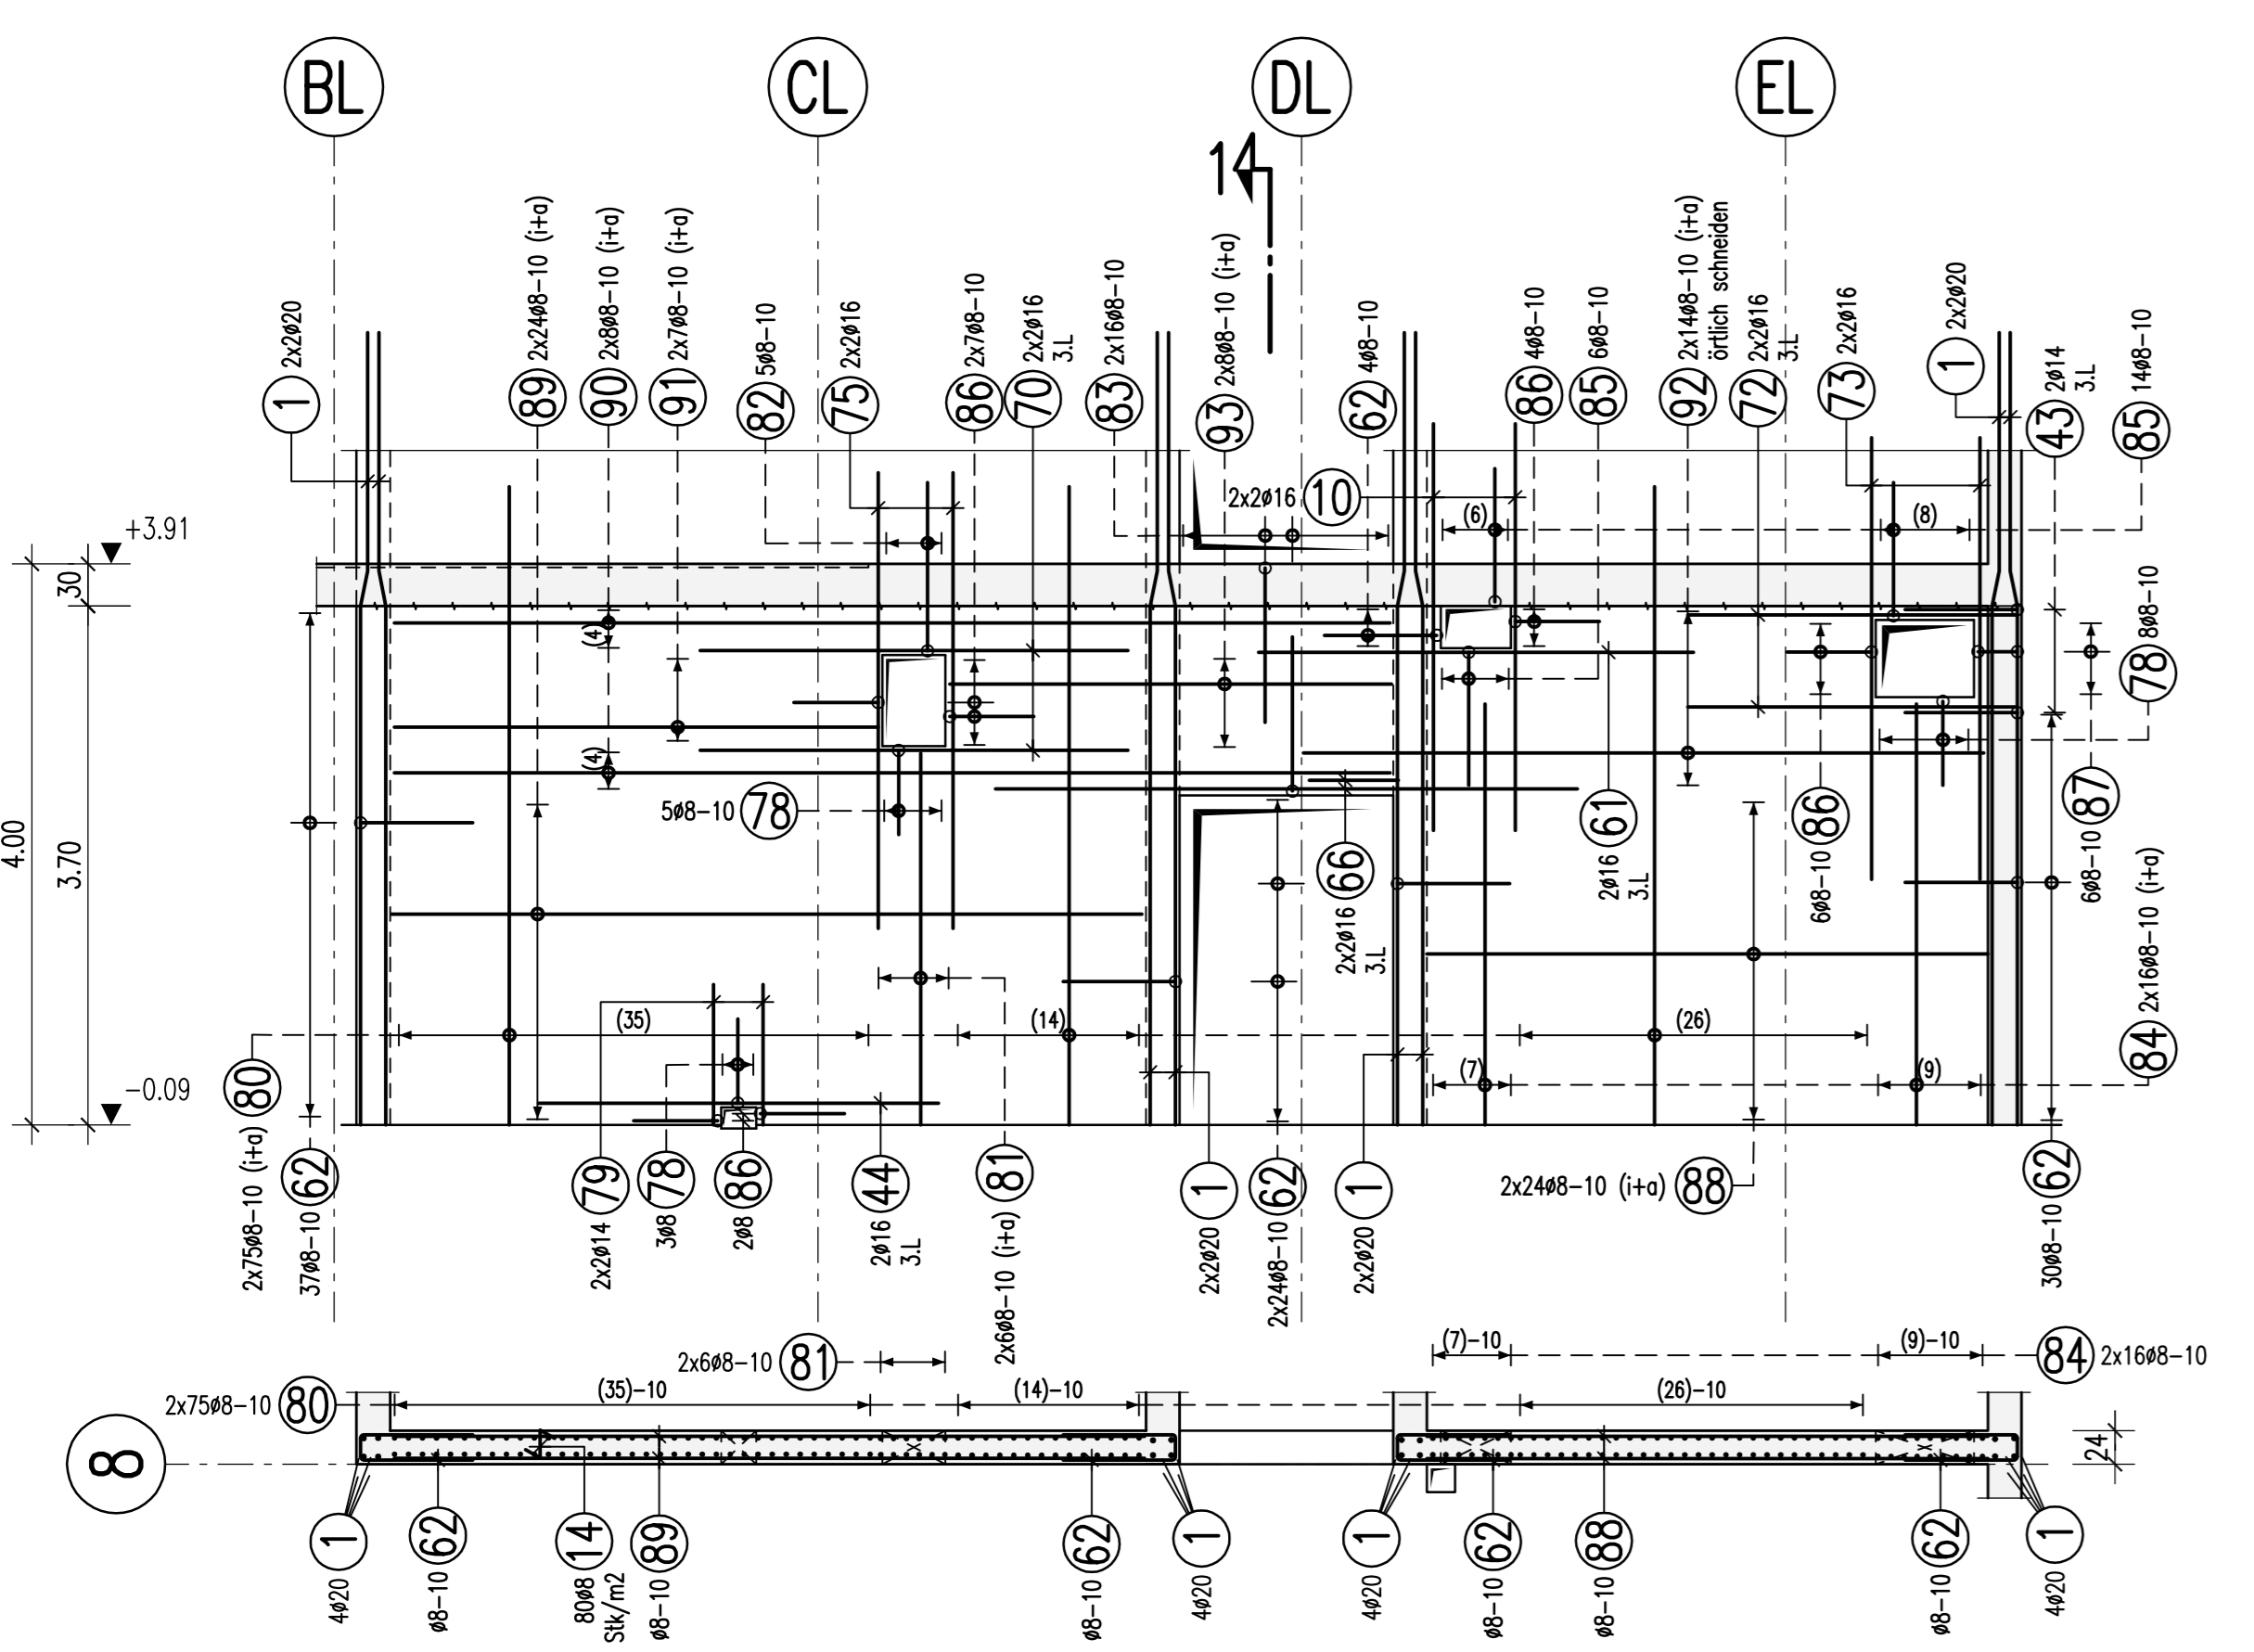 BL
CL
DL
EL
14
2x2ø20
1
2x24ø8-10 (i+a)
89
2x8ø8-10 (i+a)
90
2x7ø8-10 (i+a)
91
5ø8-10
82
2x2ø16
75
2x7ø8-10
86
2x2ø16
3.L
70
2x16ø8-10
83
2x8ø8-10 (i+a)
93
4ø8-10
62
4ø8-10
86
6ø8-10
85
2x14ø8-10 (i+a)
örtlich schneiden
92
2x2ø16
3.L
72
2x2ø16
73
2x2ø20
1
2ø14
3.L
43
14ø8-10
85
2x2ø16 10
(6)
(8)
+3.91
30
4.00
3.70
-0.09
(4)
(4)
8ø8-10
78
5ø8-10 78
87
6ø8-10
61
2ø16
3.L
86
6ø8-10
66
2x2ø16
3.L
(35)
(14)
(26)
(7)
(9)
2x16ø8-10 (i+a)
84
80
2x75ø8-10 (i+a)
62
37ø8-10
79
2x2ø14
78
3ø8
86
2ø8
44
2ø16
3.L
81
2x6ø8-10 (i+a)
1
2x2ø20
62
2x24ø8-10
1
2x2ø20
2x24ø8-10 (i+a) 88
62
30ø8-10
2x6ø8-10 81
(7)-10
(9)-10
84 2x16ø8-10
2x75ø8-10 80
(35)-10
(14)-10
(26)-10
8
24
1
4ø20
62
ø8-10
14
80ø8
Stk/m2
89
ø8-10
62
ø8-10
1
4ø20
1
4ø20
62
ø8-10
88
ø8-10
62
ø8-10
1
4ø20